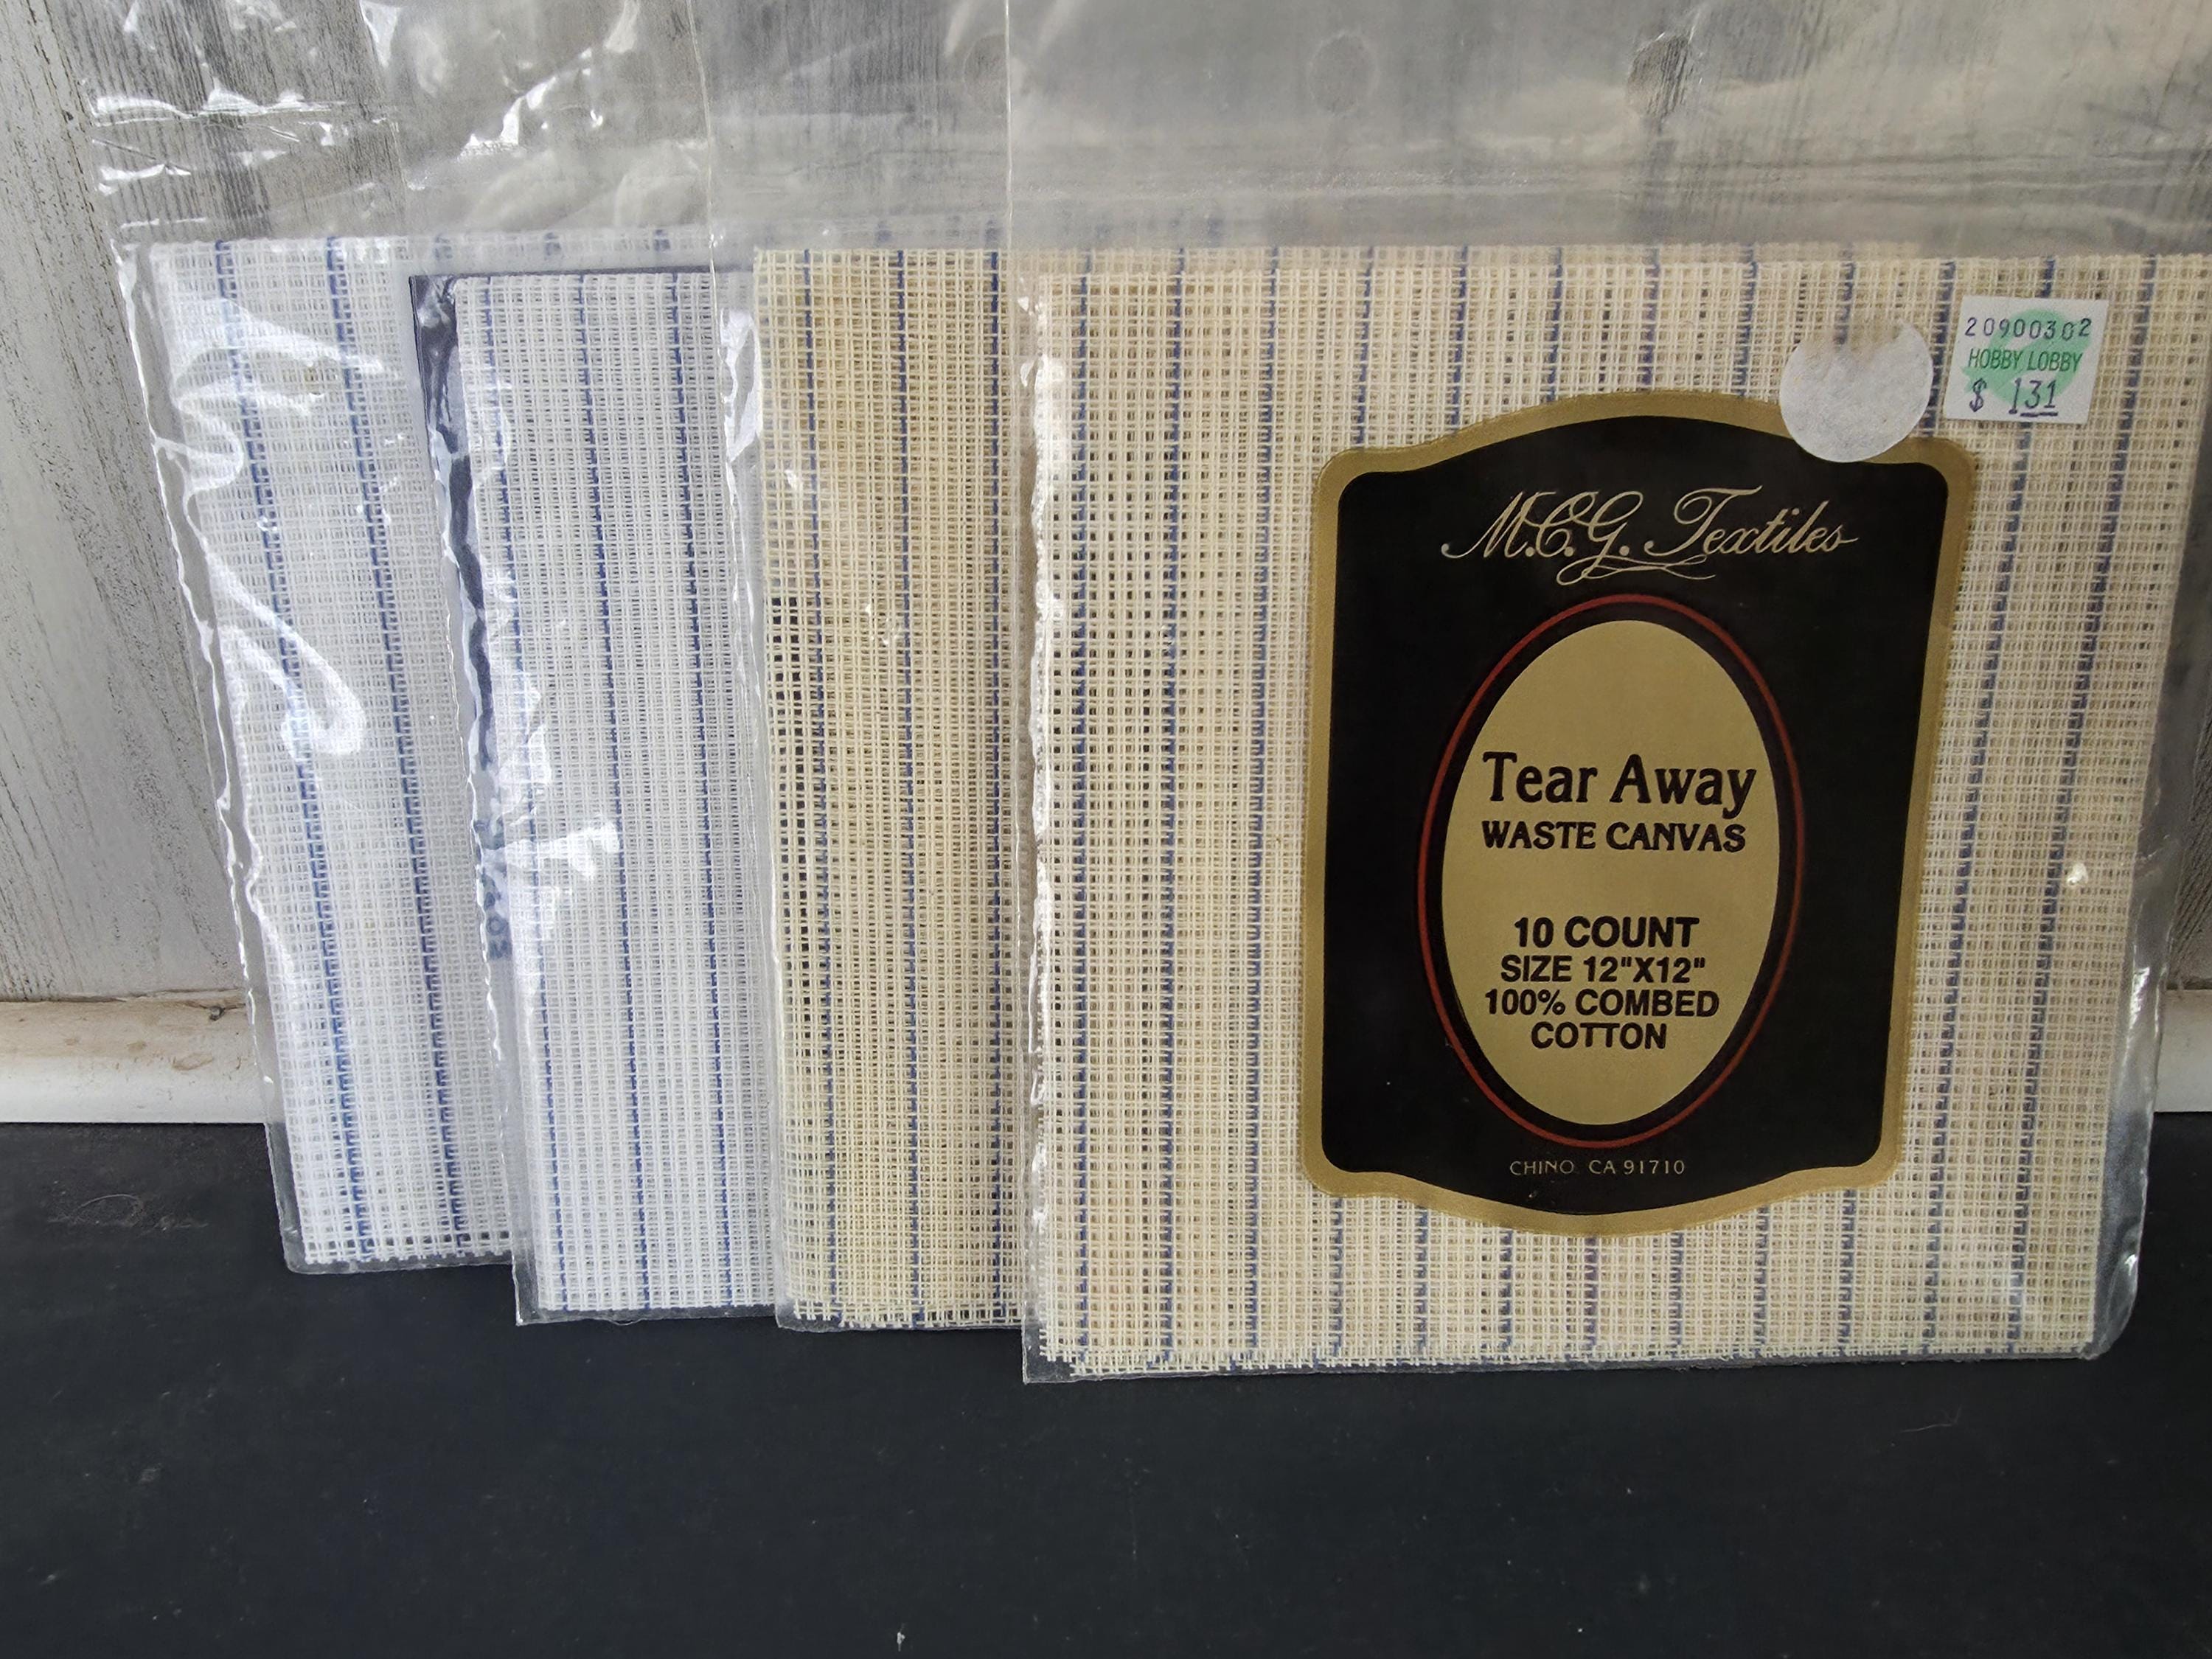 20900302
HOBBY LOBBY
$ 131
M.C.G. Textiles
Tear Away
WASTE CANVAS
10 COUNT
SIZE 12"X12"
100% COMBED
COTTON
CHINO, CA 91710